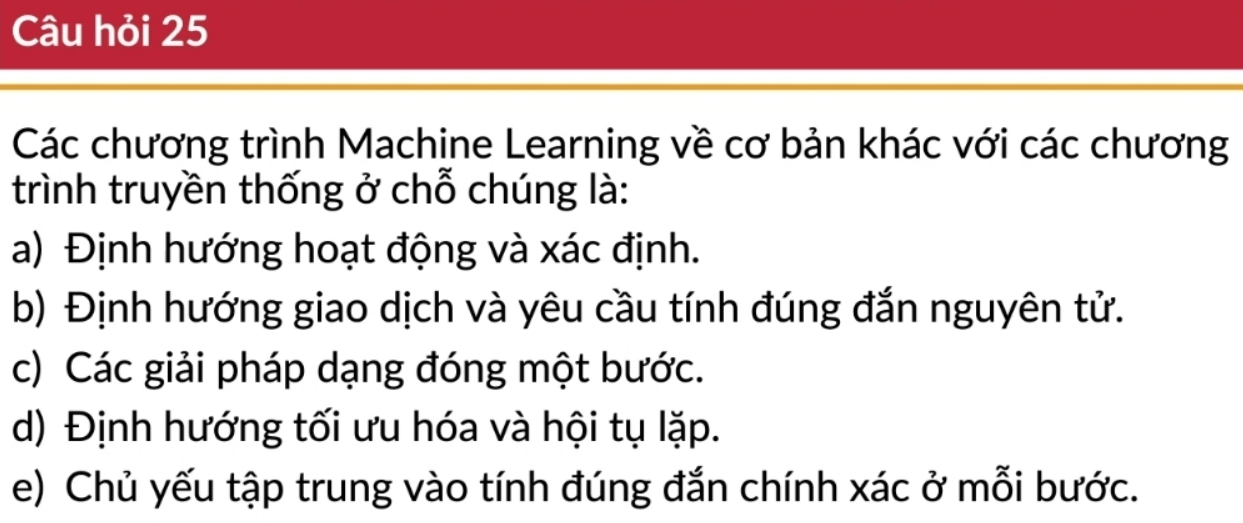 Câu hỏi 25
Các chương trình Machine Learning về cơ bản khác với các chương
trình truyền thống ở chỗ chúng là:
a) Định hướng hoạt động và xác định.
b) Định hướng giao dịch và yêu cầu tính đúng đắn nguyên tử.
c) Các giải pháp dạng đóng một bước.
d) Định hướng tối ưu hóa và hội tụ lặp.
e) Chủ yếu tập trung vào tính đúng đắn chính xác ở mỗi bước.